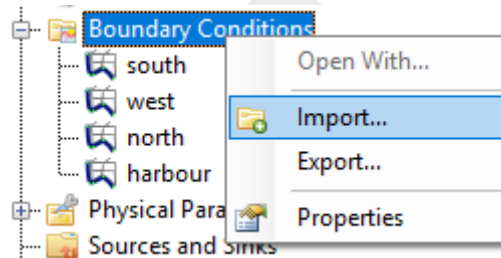 Boundary Conditions
south
west
north
harbour
Physical Para
Sources and Sinks
Open With...
Import...
Export...
Properties